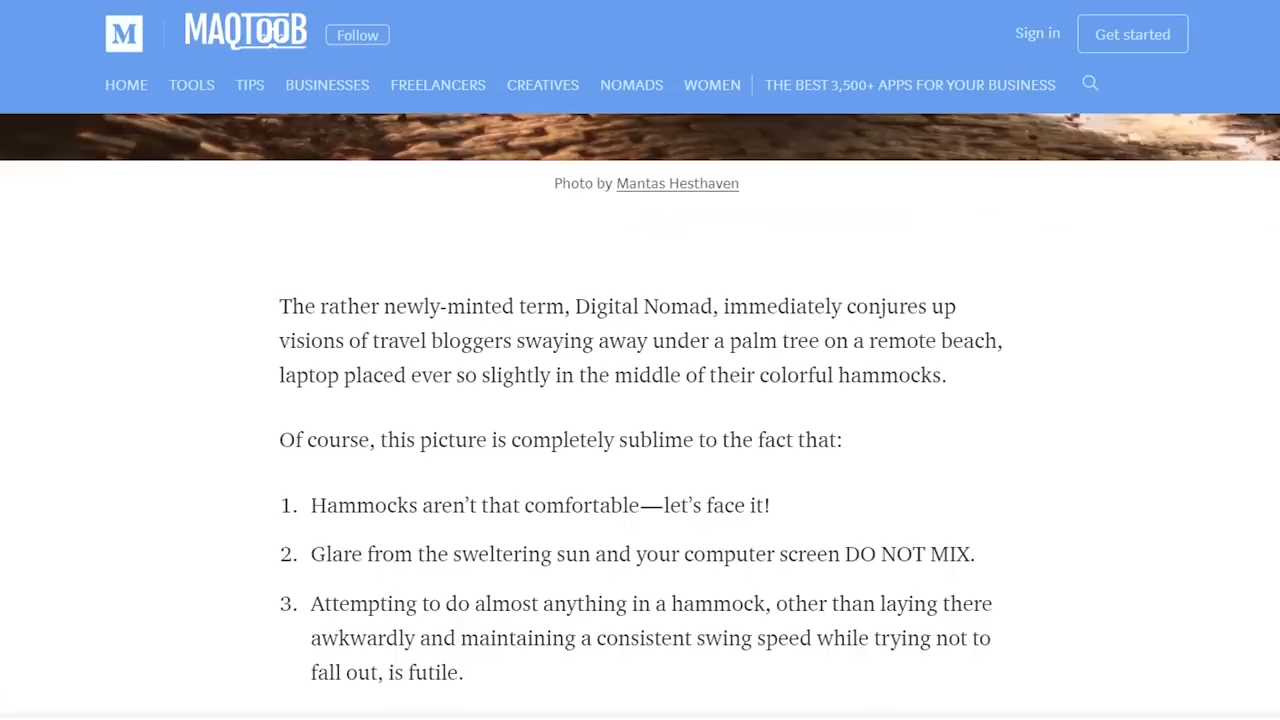 M
MAQTOOB
Follow
Sign in
Get started
HOME
TOOLS
TIPS
BUSINESSES
FREELANCERS
CREATIVES
NOMADS
WOMEN
THE BEST 3,500+ APPS FOR YOUR BUSINESS
Photo by Mantas Hesthaven
The rather newly-minted term, Digital Nomad, immediately conjures up
visions of travel bloggers swaying away under a palm tree on a remote beach,
laptop placed ever so slightly in the middle of their colorful hammocks.
Of course, this picture is completely sublime to the fact that:
1. Hammocks aren’t that comfortable—let’s face it!
2. Glare from the sweltering sun and your computer screen DO NOT MIX.
3. Attempting to do almost anything in a hammock, other than laying there
awkwardly and maintaining a consistent swing speed while trying not to
fall out, is futile.